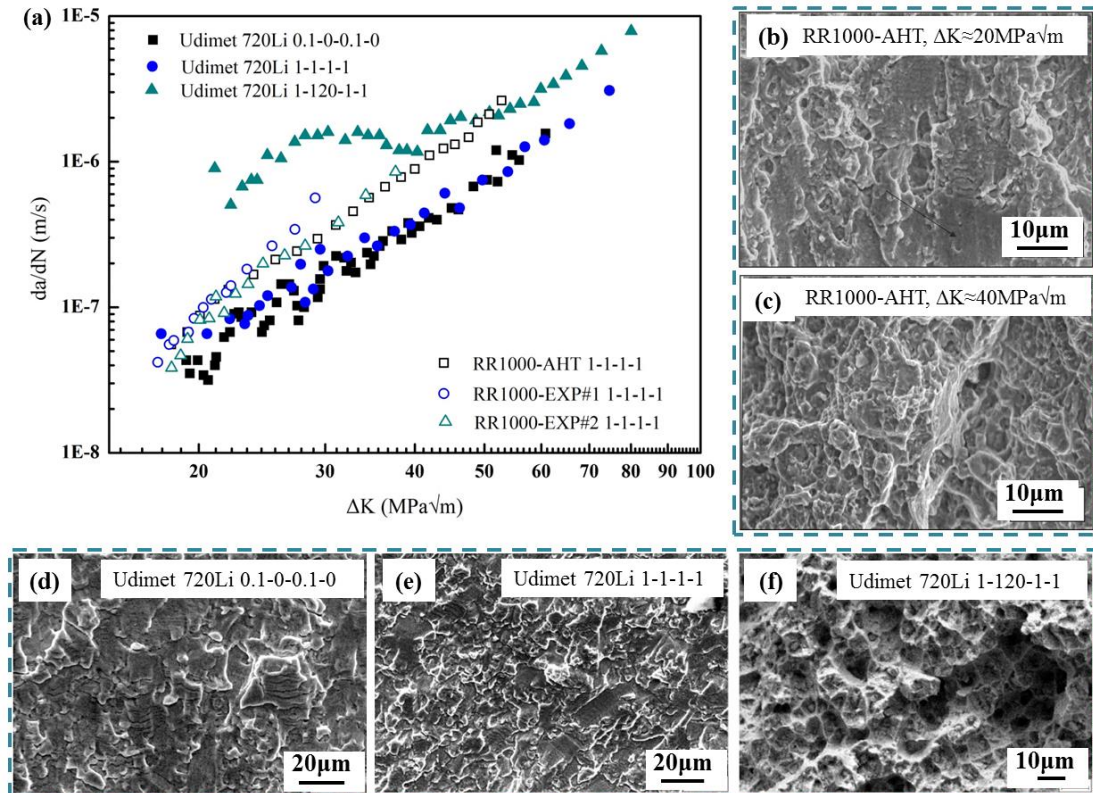 (a)
1E-5
1E-6
1E-7
1E-8
da/dN (m/s)
Udimet 720Li 0.1-0-0.1-0
Udimet 720Li 1-1-1-1
Udimet 720Li 1-120-1-1
RR1000-AHT 1-1-1-1
RR1000-EXP#1 1-1-1-1
RR1000-EXP#2 1-1-1-1
20 30 40 50 60 70 80 90 100
ΔK (MPa√m)
(b) RR1000-AHT, ΔK≈20MPa√m
10μm
(c) RR1000-AHT, ΔK≈40MPa√m
10μm
(d) Udimet 720Li 0.1-0-0.1-0
20μm
(e) Udimet 720Li 1-1-1-1
20μm
(f) Udimet 720Li 1-120-1-1
10μm